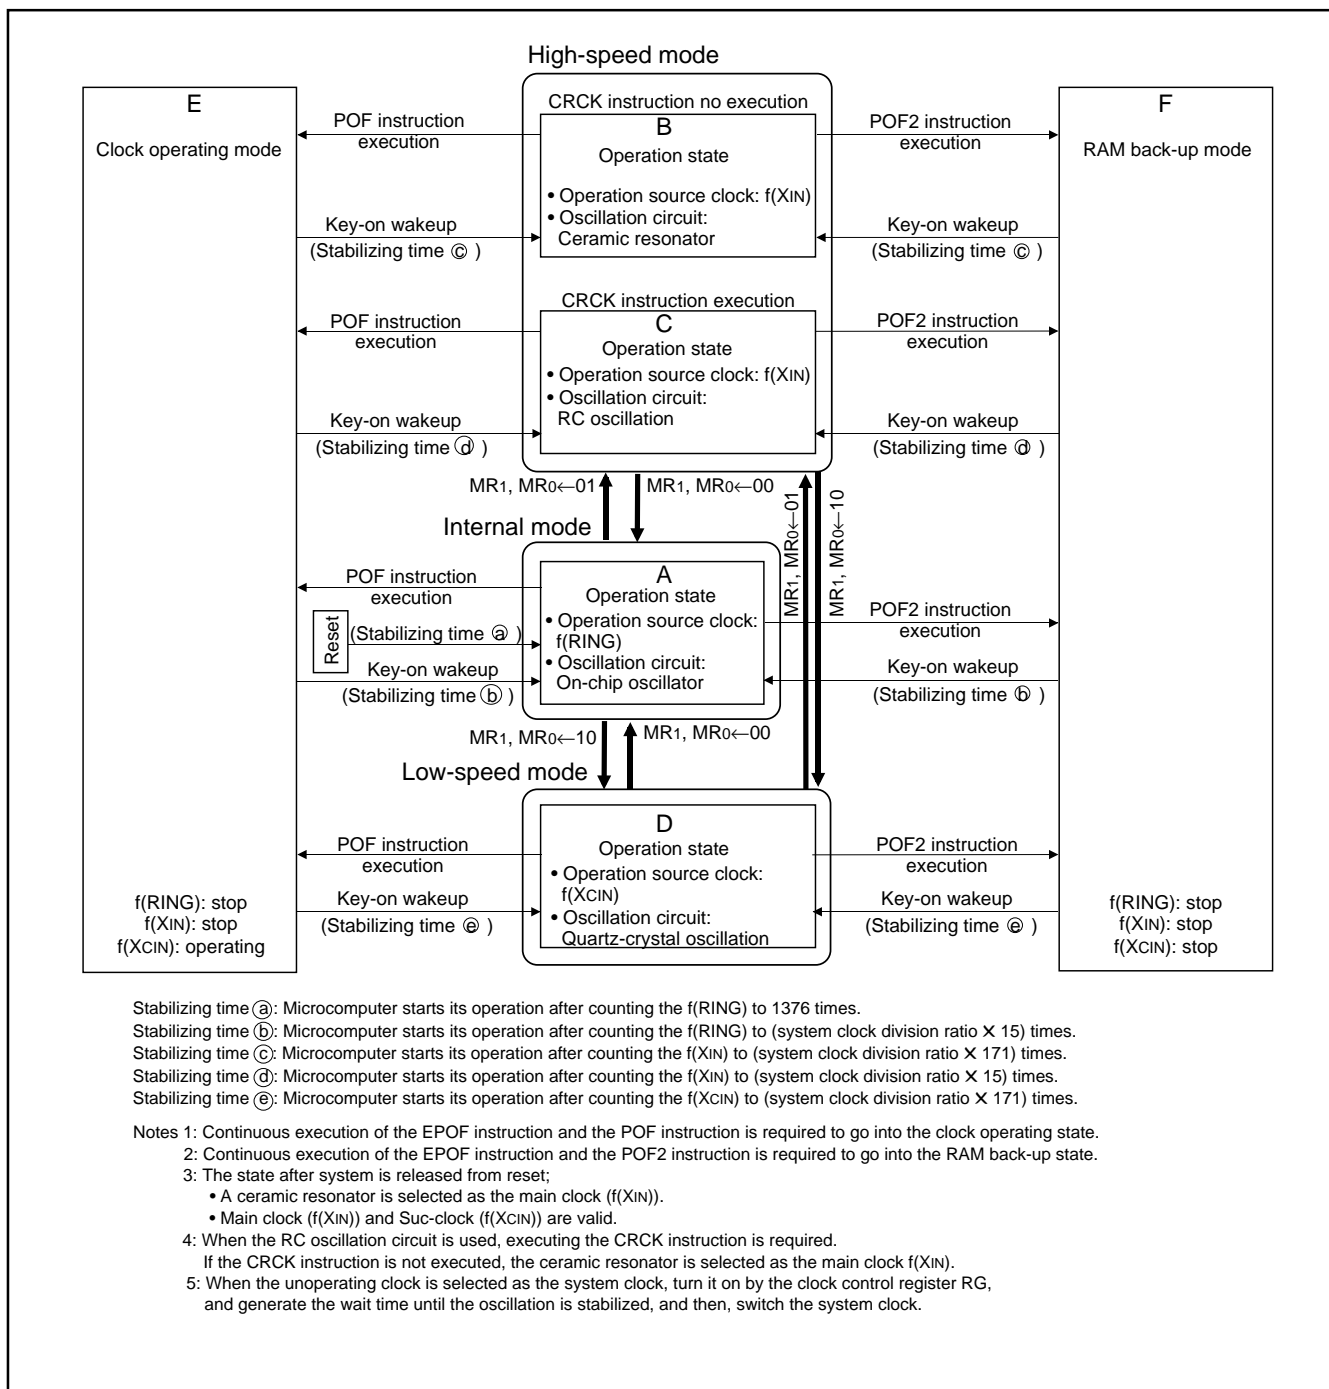 High-speed mode
E
Clock operating mode
POF instruction
execution
CRCK instruction no execution
B
Operation state
• Operation source clock: f(XIN)
• Oscillation circuit:
Ceramic resonator
POF2 instruction
execution
F
RAM back-up mode
Key-on wakeup
(Stabilizing time ⓒ )
Key-on wakeup
(Stabilizing time ⓒ )
POF instruction
execution
CRCK instruction execution
C
Operation state
• Operation source clock: f(XIN)
• Oscillation circuit:
RC oscillation
POF2 instruction
execution
Key-on wakeup
(Stabilizing time ⓓ )
Key-on wakeup
(Stabilizing time ⓓ )
MR1, MR0←01
MR1, MR0←00
MR1, MR0←01
MR1, MR0←10
Internal mode
POF instruction
execution
Reset
(Stabilizing time ⓐ )
Key-on wakeup
(Stabilizing time ⓑ )
A
Operation state
• Operation source clock:
f(RING)
• Oscillation circuit:
On-chip oscillator
POF2 instruction
execution
Key-on wakeup
(Stabilizing time ⓑ )
MR1, MR0←10
MR1, MR0←00
Low-speed mode
POF instruction
execution
D
Operation state
• Operation source clock:
f(XCIN)
• Oscillation circuit:
Quartz-crystal oscillation
POF2 instruction
execution
Key-on wakeup
(Stabilizing time ⓔ )
Key-on wakeup
(Stabilizing time ⓔ )
f(RING): stop
f(XIN): stop
f(XCIN): operating
f(RING): stop
f(XIN): stop
f(XCIN): stop
Stabilizing time ⓐ: Microcomputer starts its operation after counting the f(RING) to 1376 times.
Stabilizing time ⓑ: Microcomputer starts its operation after counting the f(RING) to (system clock division ratio ✕ 15) times.
Stabilizing time ⓒ: Microcomputer starts its operation after counting the f(XIN) to (system clock division ratio ✕ 171) times.
Stabilizing time ⓓ: Microcomputer starts its operation after counting the f(XIN) to (system clock division ratio ✕ 15) times.
Stabilizing time ⓔ: Microcomputer starts its operation after counting the f(XCIN) to (system clock division ratio ✕ 171) times.
Notes 1: Continuous execution of the EPOF instruction and the POF instruction is required to go into the clock operating state.
2: Continuous execution of the EPOF instruction and the POF2 instruction is required to go into the RAM back-up state.
3: The state after system is released from reset;
• A ceramic resonator is selected as the main clock (f(XIN)).
• Main clock (f(XIN)) and Suc-clock (f(XCIN)) are valid.
4: When the RC oscillation circuit is used, executing the CRCK instruction is required.
If the CRCK instruction is not executed, the ceramic resonator is selected as the main clock f(XIN).
5: When the unoperating clock is selected as the system clock, turn it on by the clock control register RG,
and generate the wait time until the oscillation is stabilized, and then, switch the system clock.